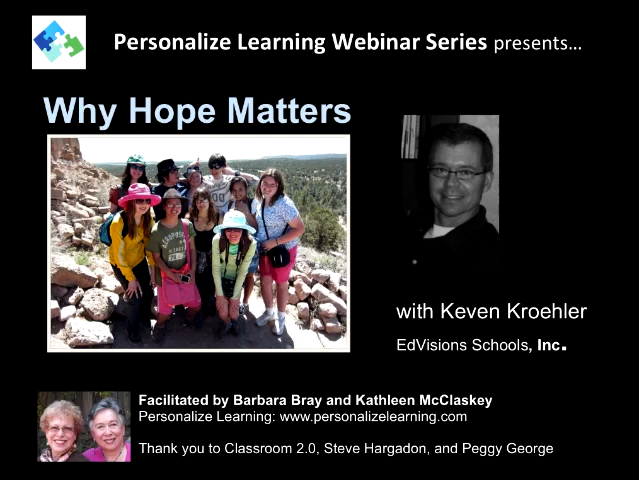 Personalize Learning Webinar Series presents...
Why Hope Matters
with Keven Kroehler
EdVisions Schools, Inc.
Facilitated by Barbara Bray and Kathleen McClaskey
Personalize Learning: www.personalizelearning.com
Thank you to Classroom 2.0, Steve Hargadon, and Peggy George